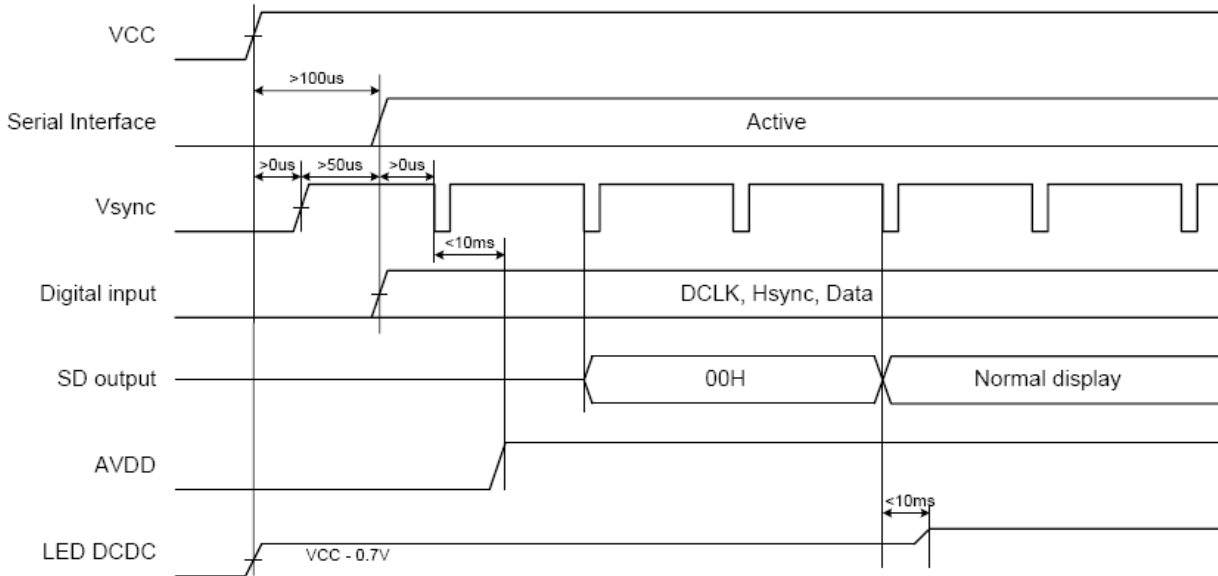 VCC
>100us
Serial Interface
Active
>0us >50us >0us
Vsync
<10ms
Digital input
DCLK, Hsync, Data
SD output
00H
Normal display
AVDD
<10ms
LED DCDC
VCC - 0.7V